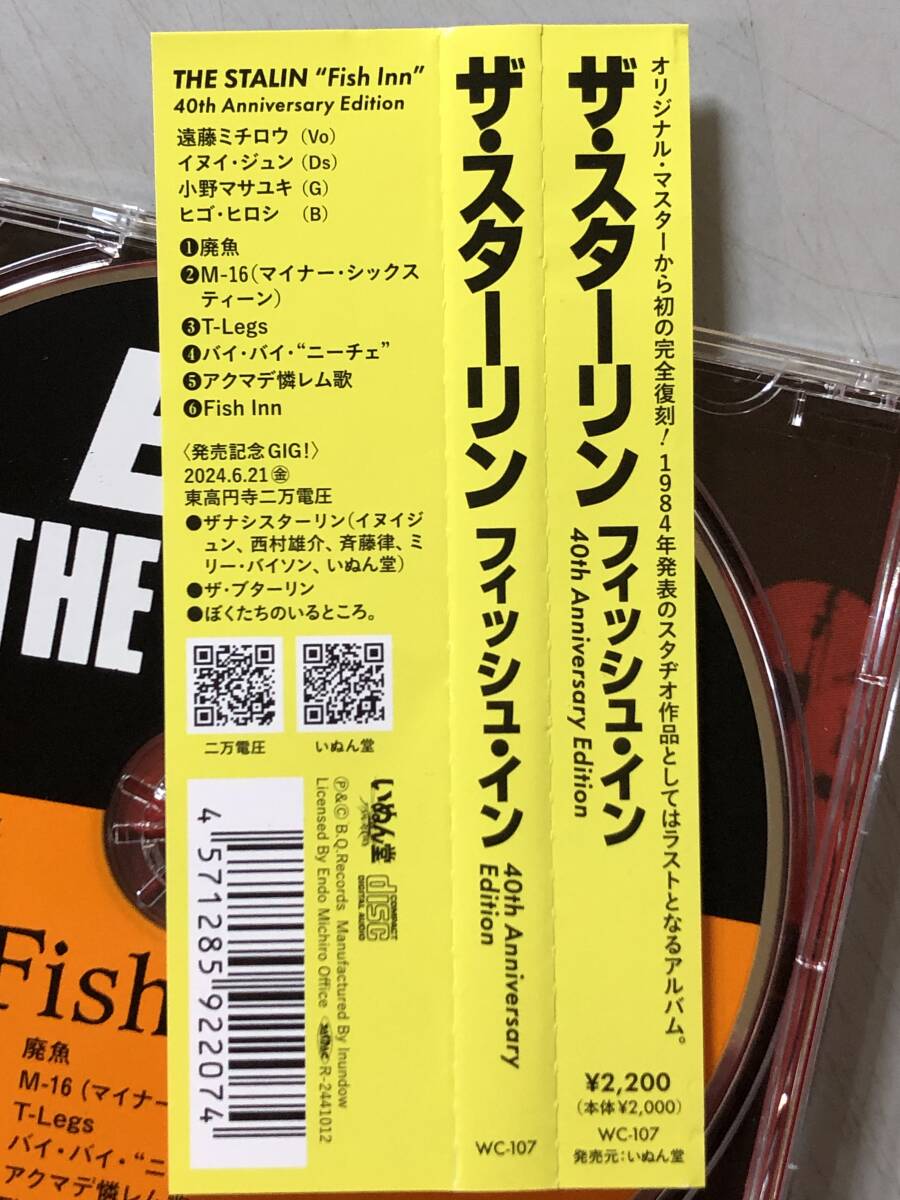 THE STALIN “Fish Inn”
40th Anniversary Edition
遠藤ミチロウ (Vo)
イヌイ・ジュン (Ds)
小野マサユキ (G)
ヒゴ・ヒロシ (B)
❶廃魚
❷M-16(マイナー・シックス
ティーン)
❸T-Legs
❹バイ・バイ・“ニーチェ”
❺アクマデ憐レム歌
❻Fish Inn
〈発売記念GIG!〉
2024.6.21㊎
東高円寺二万電圧
●ザナシスターリン(イヌイジ
ュン、西村雄介、斉藤律、ミ
リー・バイソン、いぬん堂)
●ザ・ブターリン
●ぼくたちのいるところ。
二万電圧
いぬん堂
4571285922074
いぬん堂
COMPACT
disc
DIGITAL AUDIO
Ⓟ&Ⓒ B.Q.Records Manufactured By Inundow
Licensed By Endo Michiro Office
R-2441012
ザ・スターリン フィッシュ・イン
40th Anniversary
Edition
WC-107
ザ・スターリン フィッシュ・イン
40th Anniversary Edition
オリジナル・マスターから初の完全復刻!1984年発表のスタヂオ作品としてはラストとなるアルバム。
¥2,200
(本体¥2,000)
WC-107
発売元:いぬん堂
THE
Fish
廃魚
M-16 (マイナー
T-Legs
バイ・バイ・“ニ
アクマデ憐レム歌